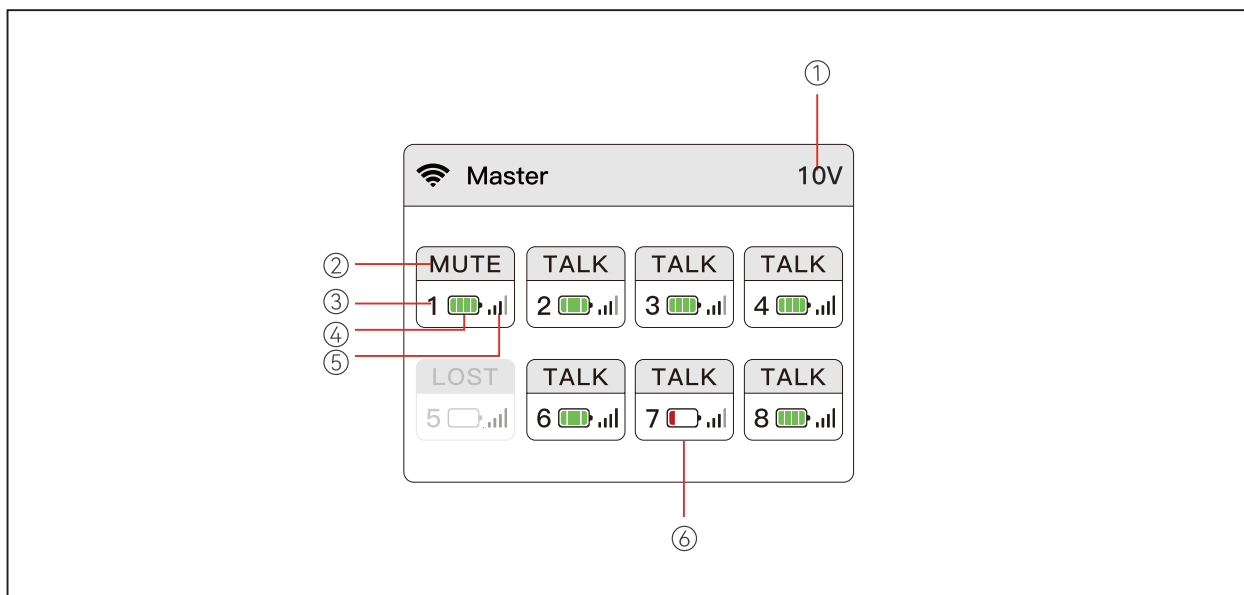 ①
Master 10V
② MUTE TALK TALK TALK
③ 1 2 3 4
④
⑤
LOST TALK TALK TALK
5 6 7 8
⑥